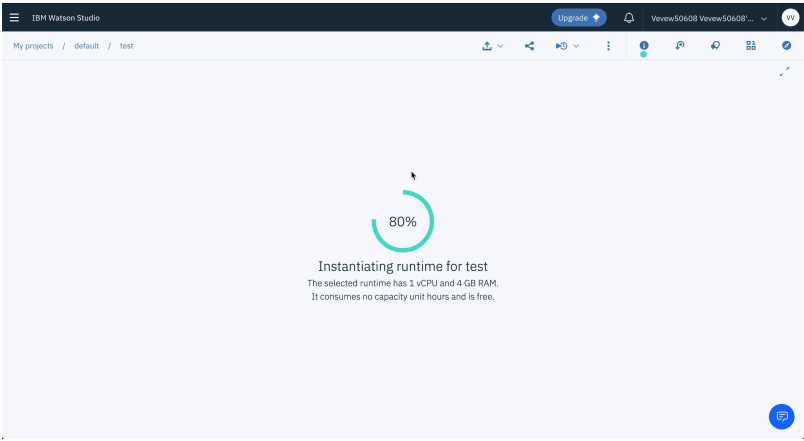 IBM Watson Studio
Upgrade
Vevew50608 Vevew50608'...
VV
My projects / default / test
80%
Instantiating runtime for test
The selected runtime has 1 vCPU and 4 GB RAM.
It consumes no capacity unit hours and is free.